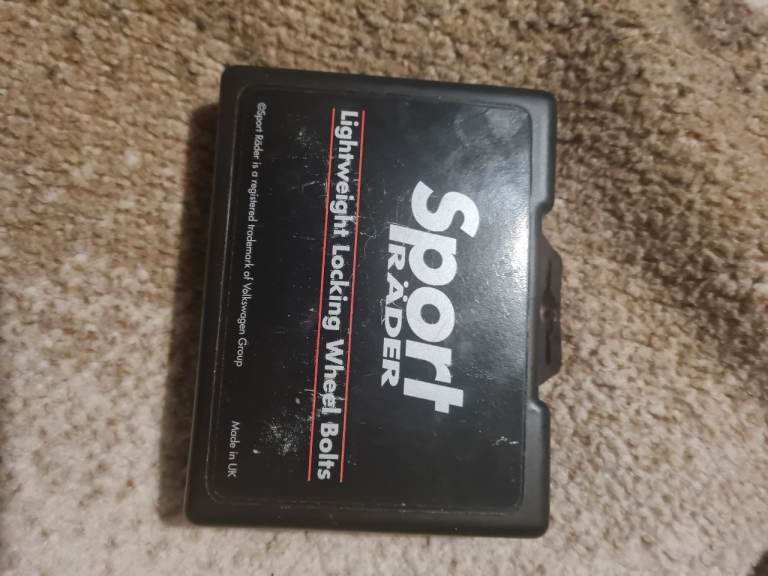 Sport
RÄDER
Lightweight Locking Wheel Bolts
©Sport Räder is a registered trademark of Volkswagen Group
Made in UK